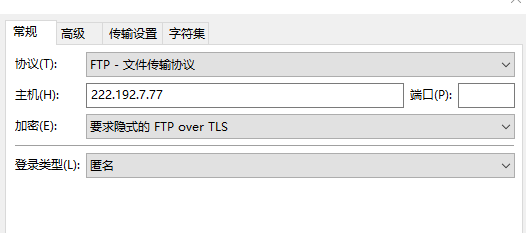 常规 高级 传输设置 字符集
协议(T): FTP - 文件传输协议
主机(H): 222.192.7.77 端口(P):
加密(E): 要求隐式的 FTP over TLS
登录类型(L): 匿名